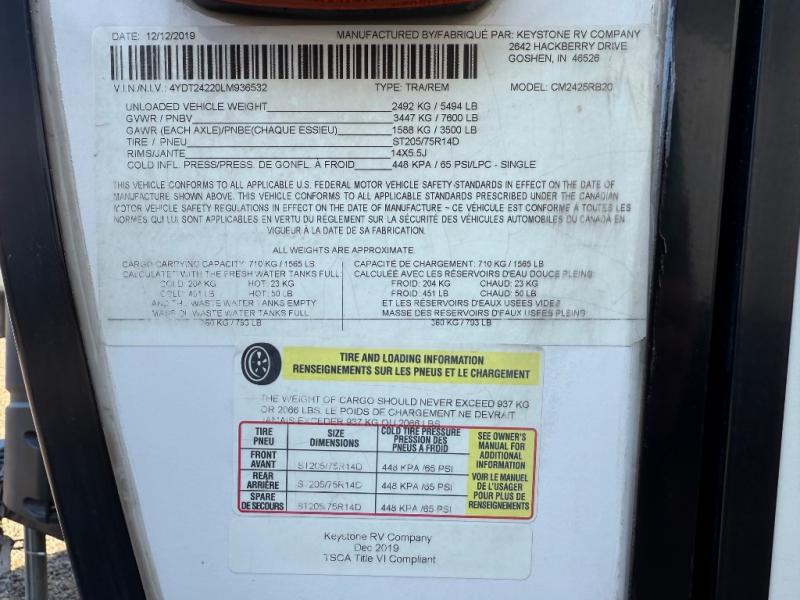 DATE: 12/12/2019
MANUFACTURED BY/FABRIQUÉ PAR: KEYSTONE RV COMPANY
2642 HACKBERRY DRIVE
GOSHEN, IN 46526
V.I.N./N.I.V.: 4YDT24220LM936532 TYPE: TRA/REM MODEL: CM2425RB20
UNLOADED VEHICLE WEIGHT 2492 KG / 5494 LB
GVWR / PNBV 3447 KG / 7600 LB
GAWR (EACH AXLE)/PNBE(CHAQUE ESSIEU) 1588 KG / 3500 LB
TIRE / PNEU ST205/75R14D
RIMS/JANTE 14X5.5J
COLD INFL. PRESS/PRESS. DE GONFL. À FROID 448 KPA / 65 PSI/LPC - SINGLE
THIS VEHICLE CONFORMS TO ALL APPLICABLE U.S. FEDERAL MOTOR VEHICLE SAFETY-STANDARDS IN EFFECT ON THE DATE OF
MANUFACTURE SHOWN ABOVE. THIS VEHICLE CONFORMS TO ALL APPLICABLE STANDARDS PRESCRIBED UNDER THE CANADIAN
MOTOR VEHICLE SAFETY REGULATIONS IN EFFECT ON THE DATE OF MANUFACTURE ~ CE VÉHICULE EST CONFORME À TOUTES LES
NORMES QUI LUI SONT APPLICABLES EN VERTU DU RÈGLEMENT SUR LA SÉCURITÉ DES VÉHICULES AUTOMOBILES DU CANADA EN
VIGUEUR À LA DATE DE SA FABRICATION.
ALL WEIGHTS ARE APPROXIMATE.
CARGO CARRYING CAPACITY: 710 KG / 1565 LB
CALCULATED WITH THE FRESH WATER TANKS FULL:
COLD: 204 KG HOT: 23 KG
COLD: 451 LB HOT: 50 LB
AND THE WASTE WATER TANKS EMPTY
MASS OF WASTE WATER TANKS FULL
360 KG / 793 LB
CAPACITÉ DE CHARGEMENT: 710 KG / 1565 LB
CALCULÉE AVEC LES RÉSERVOIRS D'EAU DOUCE PLEINS
FROID: 204 KG CHAUD: 23 KG
FROID: 451 LB CHAUD: 50 LB
ET LES RÉSERVOIRS D'EAUX USÉES VIDES
MASSE DES RÉSERVOIRS D'EAUX USÉES PLEINS
360 KG / 793 LB
TIRE AND LOADING INFORMATION
RENSEIGNEMENTS SUR LES PNEUS ET LE CHARGEMENT
THE WEIGHT OF CARGO SHOULD NEVER EXCEED 937 KG
OR 2066 LBS. LE POIDS DE CHARGEMENT NE DEVRAIT
JAMAIS EXCEDER 937 KG OU 2066 LBS.
TIRE
PNEU
SIZE
DIMENSIONS
COLD TIRE PRESSURE
PRESSION DES
PNEUS A FROID
FRONT
AVANT
ST205/75R14D
448 KPA /65 PSI
REAR
ARRIÈRE
ST205/75R14D
448 KPA /65 PSI
SPARE
DE SECOURS
ST205/75R14D
448 KPA /65 PSI
SEE OWNER'S
MANUAL FOR
ADDITIONAL
INFORMATION
VOIR LE MANUEL
DE L'USAGER
POUR PLUS DE
RENSEIGNEMENTS
Keystone RV Company
Dec 2019
TSCA Title VI Compliant